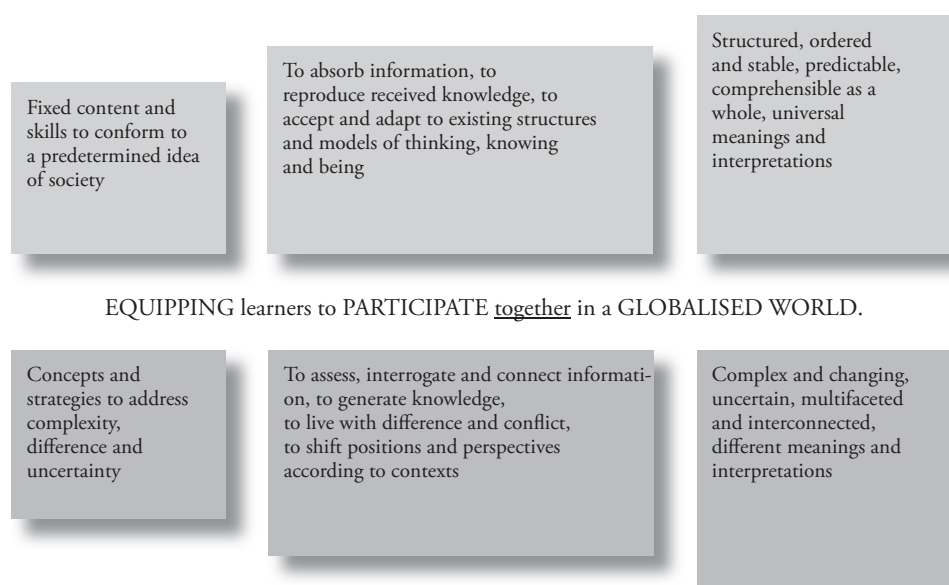 Fixed content and
skills to conform to
a predetermined idea
of society
To absorb information, to
reproduce received knowledge, to
accept and adapt to existing structures
and models of thinking, knowing
and being
Structured, ordered
and stable, predictable,
comprehensible as a
whole, universal
meanings and
interpretations
EQUIPPING learners to PARTICIPATE together in a GLOBALISED WORLD.
Concepts and
strategies to address
complexity,
difference and
uncertainty
To assess, interrogate and connect informati-
on, to generate knowledge,
to live with difference and conflict,
to shift positions and perspectives
according to contexts
Complex and changing,
uncertain, multifaceted
and interconnected,
different meanings and
interpretations